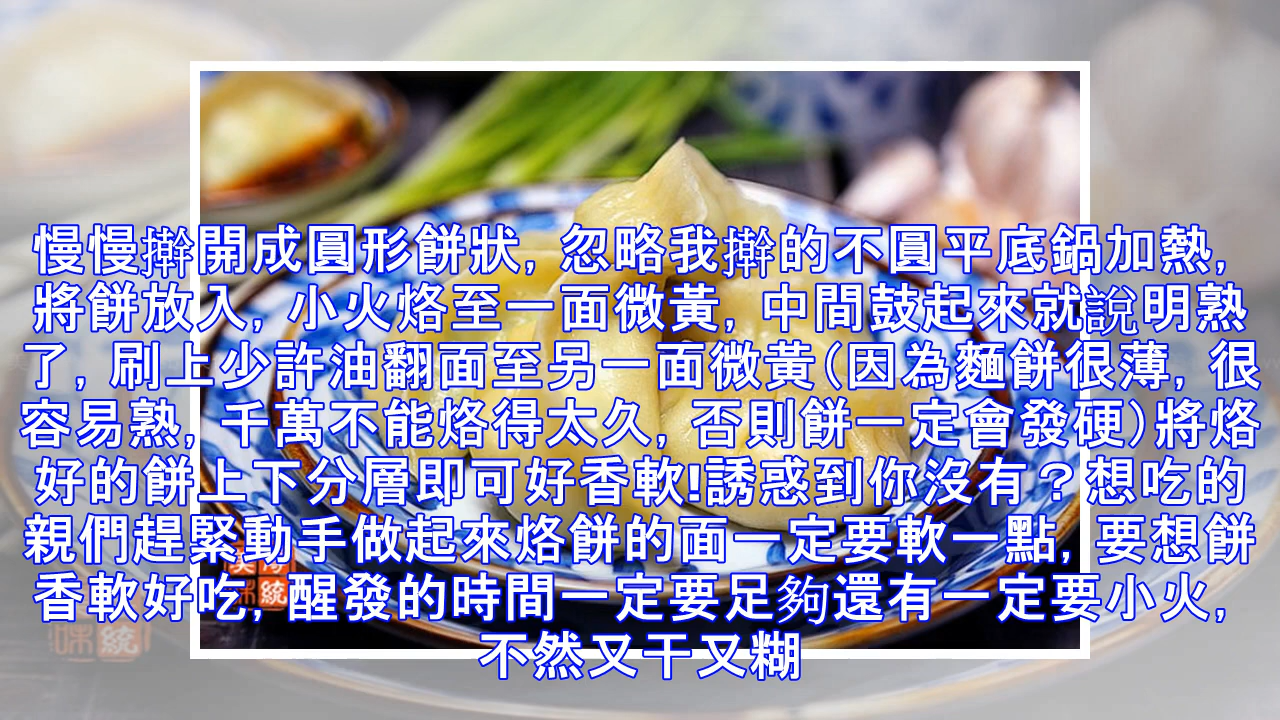 慢慢擀開成圓形餅狀,忽略我擀的不圓平底鍋加熱,
將餅放入,小火烙至一面微黃,中間鼓起來就說明熟
了,刷上少許油翻面至另一面微黃(因為麵餅很薄,很
容易熟,千萬不能烙得太久,否則餅一定會發硬)將烙
好的餅上下分層即可好香軟!誘惑到你沒有？想吃的
親們趕緊動手做起來烙餅的面一定要軟一點,要想餅
香軟好吃,醒發的時間一定要足夠還有一定要小火,
不然又干又糊
統
味統